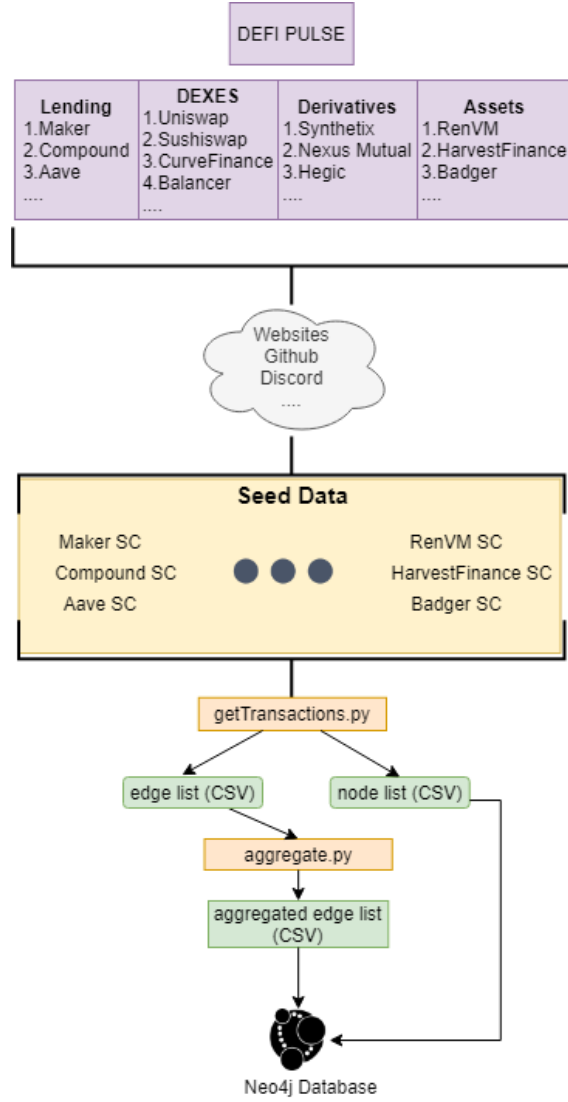 DEFI PULSE
Lending
1.Maker
2.Compound
3.Aave
....
DEXES
1.Uniswap
2.Sushiswap
3.CurveFinance
4.Balancer
....
Derivatives
1.Synthetix
2.Nexus Mutual
3.Hegic
....
Assets
1.RenVM
2.HarvestFinance
3.Badger
....
Websites
Github
Discord
....
Seed Data
Maker SC
Compound SC
Aave SC
RenVM SC
HarvestFinance SC
Badger SC
getTransactions.py
edge list (CSV)
node list (CSV)
aggregate.py
aggregated edge list
(CSV)
Neo4j Database